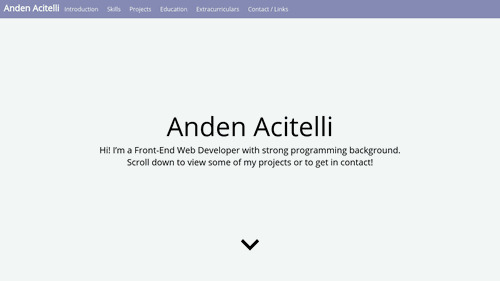 Anden Acitelli Introduction Skills Projects Education Extracurriculars Contact / Links
Anden Acitelli
Hi! I'm a Front-End Web Developer with strong programming background.
Scroll down to view some of my projects or to get in contact!